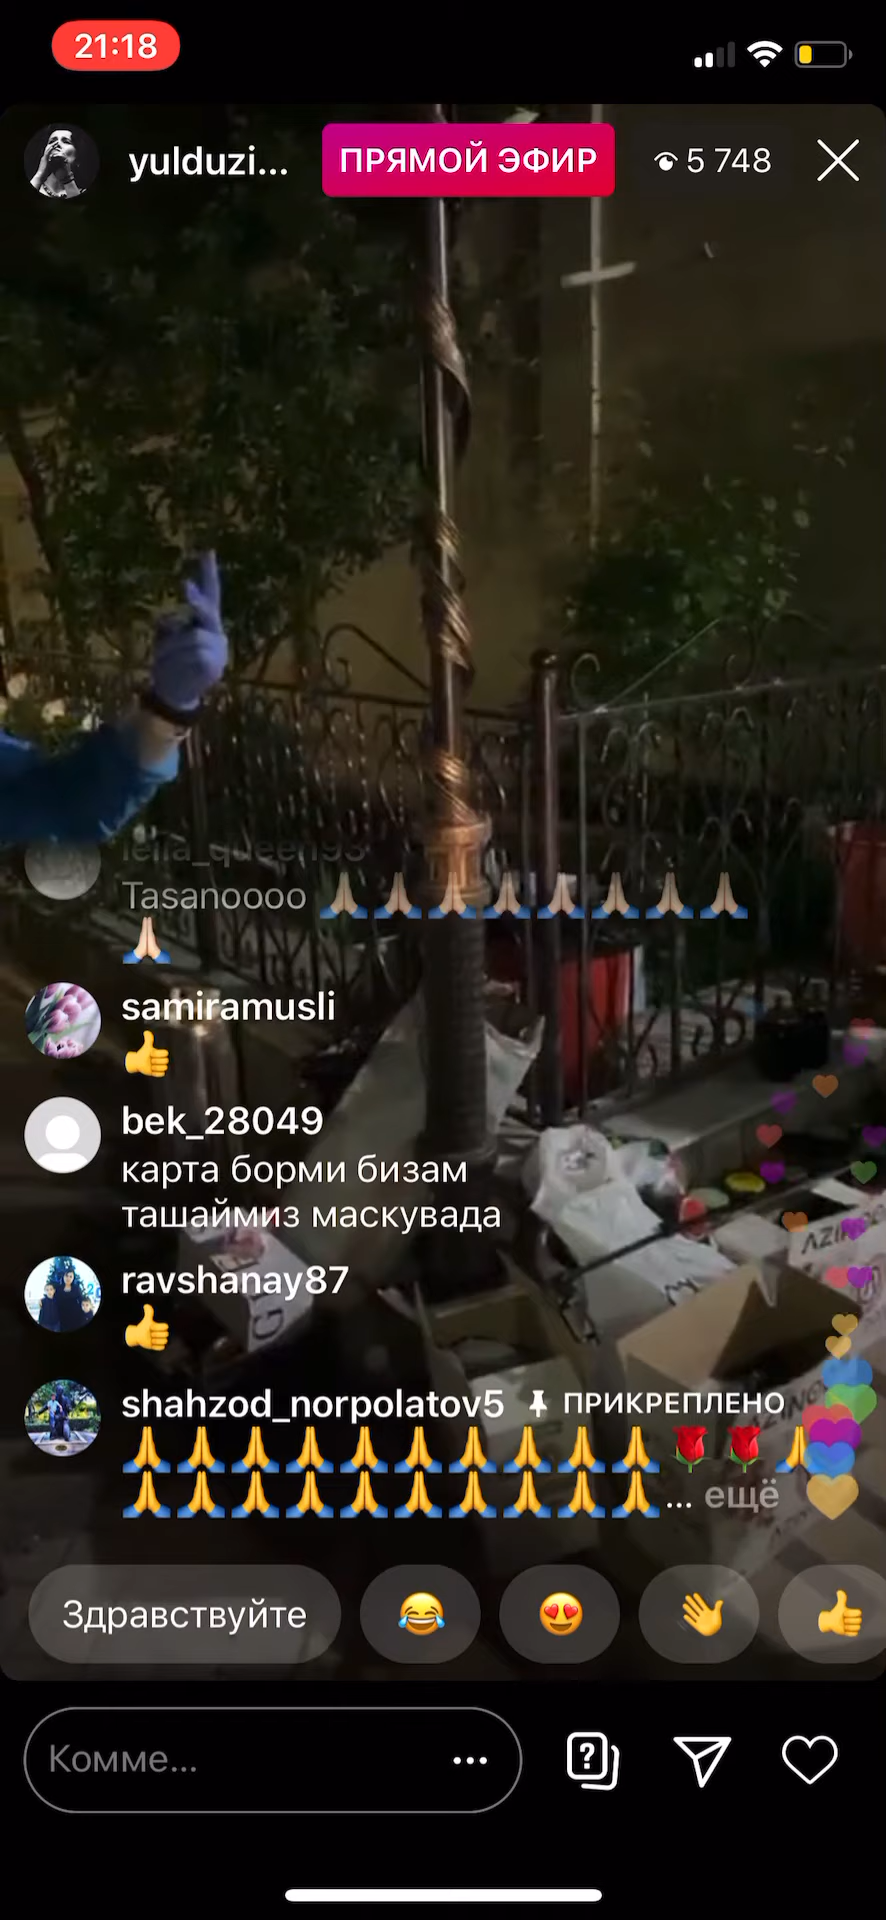 21:18
yulduzi...
ПРЯМОЙ ЭФИР
5 748
leila_queen93
Tasanoooo 🙏🏼🙏🏼🙏🏼🙏🏼🙏🏼🙏🏼🙏🏼🙏🏼
🙏🏼
samiramusli
👍
bek_28049
карта борми бизам
ташаймиз маскувада
ravshanay87
👍
shahzod_norpolatov5 ПРИКРЕПЛЕНО
🙏🙏🙏🙏🙏🙏🙏🙏🙏🙏🌹🌹🙏
🙏🙏🙏🙏🙏🙏🙏🙏🙏🙏... ещё
Здравствуйте 😂 😍 👋 👍
Комме...